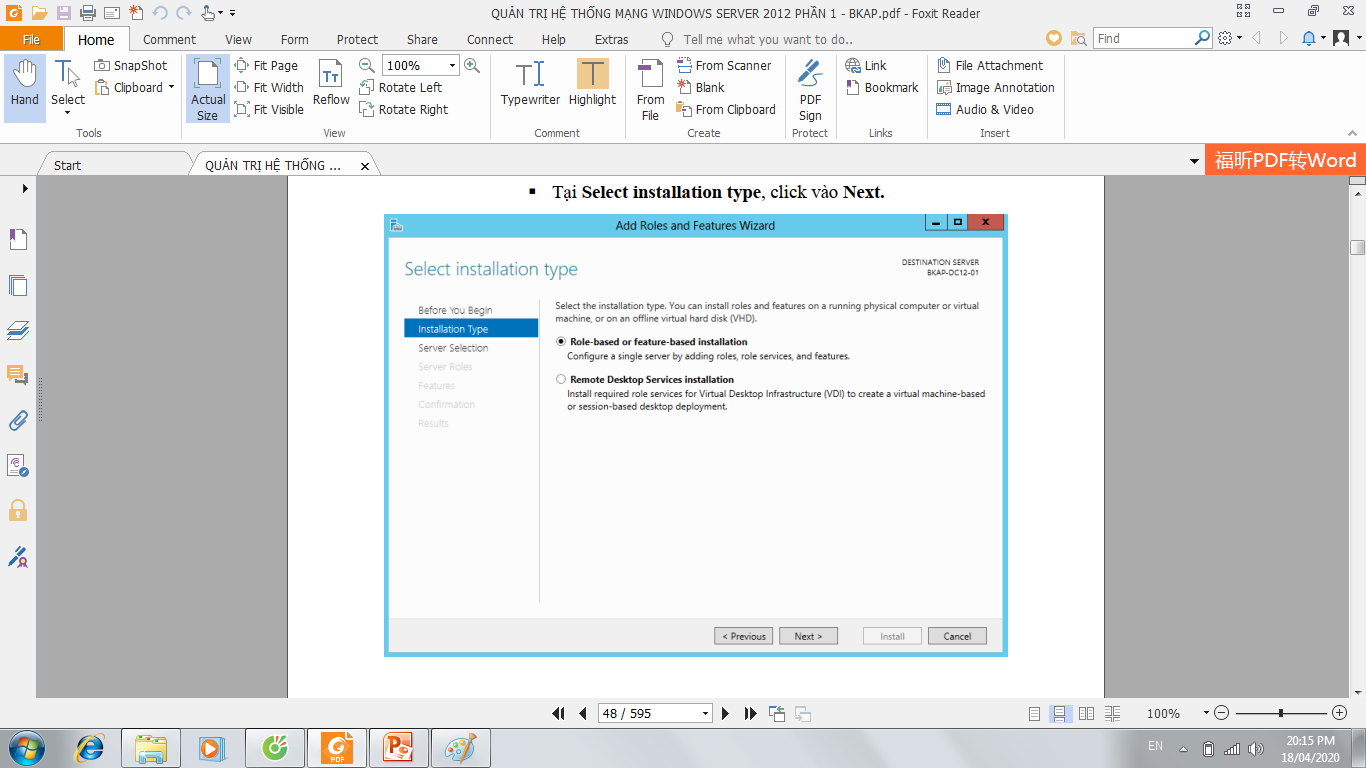 QUẢN TRỊ HỆ THỐNG MẠNG WINDOWS SERVER 2012 PHẦN 1 - BKAP.pdf - Foxit Reader
File Home Comment View Form Protect Share Connect Help Extras Tell me what you want to do.. Find
Hand
Select
SnapShot
Clipboard
Tools
Actual Size
Fit Page
Fit Width
Fit Visible
Reflow
100%
Rotate Left
Rotate Right
View
Typewriter
Highlight
Comment
From File
From Scanner
Blank
From Clipboard
Create
PDF Sign
Protect
Link
Bookmark
Links
File Attachment
Image Annotation
Audio & Video
Insert
Start
QUẢN TRỊ HỆ THỐNG ...
福昕PDF转Word
▪ Tại Select installation type, click vào Next.
Add Roles and Features Wizard
Select installation type
DESTINATION SERVER
BKAP-DC12-01
Before You Begin
Installation Type
Server Selection
Server Roles
Features
Confirmation
Results
Select the installation type. You can install roles and features on a running physical computer or virtual
machine, or on an offline virtual hard disk (VHD).
Role-based or feature-based installation
Configure a single server by adding roles, role services, and features.
Remote Desktop Services installation
Install required role services for Virtual Desktop Infrastructure (VDI) to create a virtual machine-based
or session-based desktop deployment.
< Previous Next > Install Cancel
48 / 595
100%
PDF
EN
20:15 PM
18/04/2020